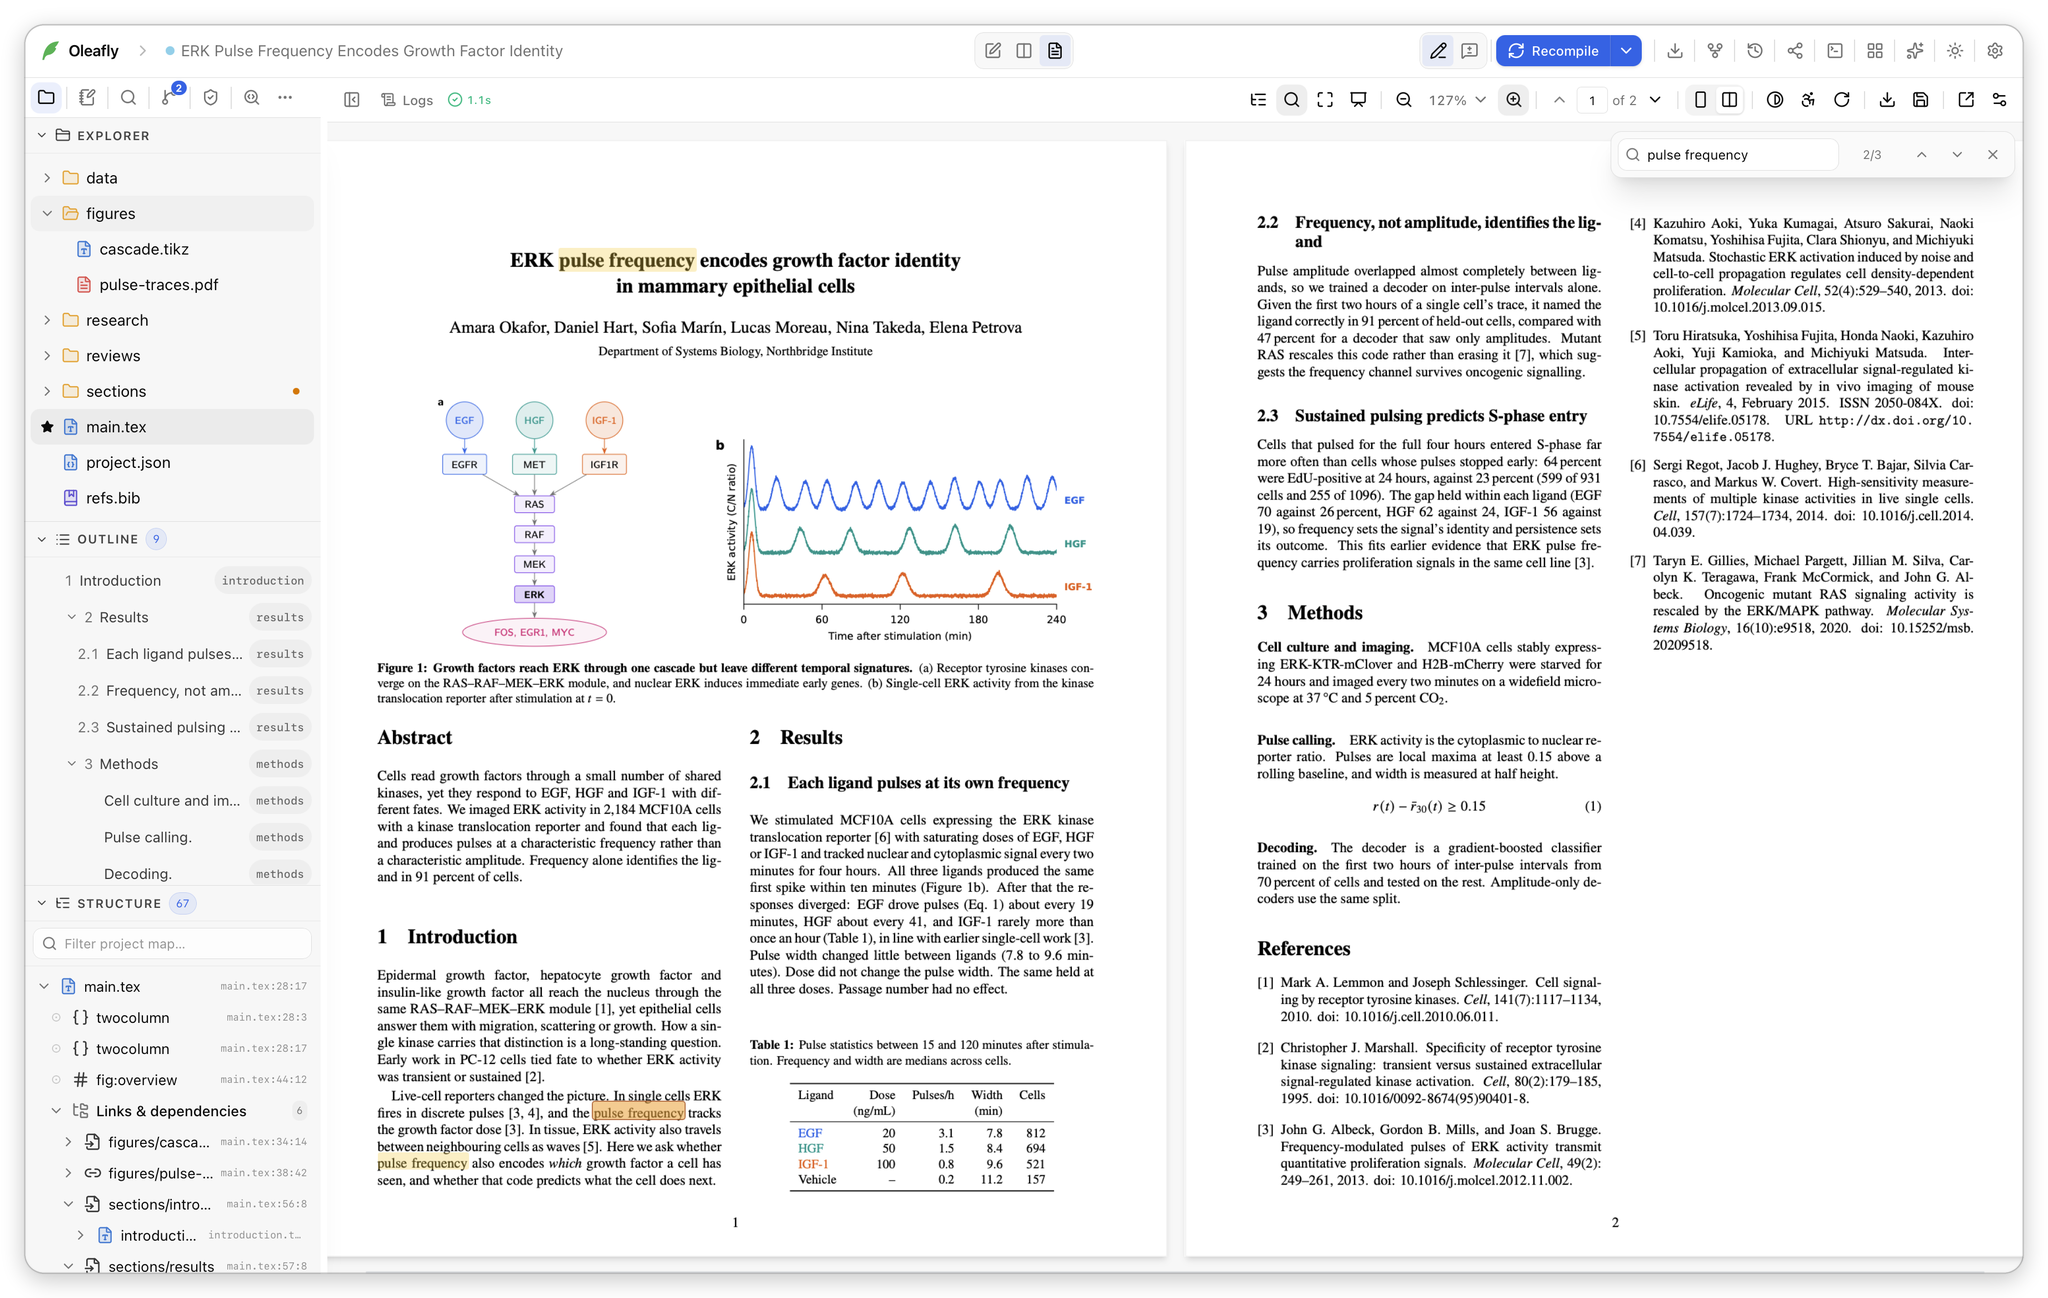 Oleafly
ERK Pulse Frequency Encodes Growth Factor Identity
Recompile
2
Logs
1.1s
127%
1
of 2
pulse frequency
2/3
EXPLORER
data
figures
cascade.tikz
pulse-traces.pdf
research
reviews
sections
main.tex
project.json
refs.bib
OUTLINE 9
1 Introduction introduction
2 Results results
2.1 Each ligand pulses... results
2.2 Frequency, not am... results
2.3 Sustained pulsing ... results
3 Methods methods
Cell culture and im... methods
Pulse calling. methods
Decoding. methods
STRUCTURE 67
Filter project map...
main.tex main.tex:28:17
{} twocolumn main.tex:28:3
{} twocolumn main.tex:28:17
# fig:overview main.tex:44:12
Links & dependencies 6
figures/casca... main.tex:34:14
figures/pulse-... main.tex:38:42
sections/intro... main.tex:56:8
introducti... introduction.t...
sections/results main.tex:57:8
ERK pulse frequency encodes growth factor identity
in mammary epithelial cells
Amara Okafor, Daniel Hart, Sofia Marín, Lucas Moreau, Nina Takeda, Elena Petrova
Department of Systems Biology, Northbridge Institute
a
EGF HGF IGF-1
EGFR MET IGF1R
RAS
RAF
MEK
ERK
FOS, EGR1, MYC
b
ERK activity (C/N ratio)
EGF
HGF
IGF-1
0 60 120 180 240
Time after stimulation (min)
Figure 1: Growth factors reach ERK through one cascade but leave different temporal signatures. (a) Receptor tyrosine kinases con-
verge on the RAS–RAF–MEK–ERK module, and nuclear ERK induces immediate early genes. (b) Single-cell ERK activity from the kinase
translocation reporter after stimulation at t = 0.
Abstract
Cells read growth factors through a small number of shared
kinases, yet they respond to EGF, HGF and IGF-1 with dif-
ferent fates. We imaged ERK activity in 2,184 MCF10A cells
with a kinase translocation reporter and found that each lig-
and produces pulses at a characteristic frequency rather than
a characteristic amplitude. Frequency alone identifies the lig-
and in 91 percent of cells.
1 Introduction
Epidermal growth factor, hepatocyte growth factor and
insulin-like growth factor all reach the nucleus through the
same RAS–RAF–MEK–ERK module [1], yet epithelial cells
answer them with migration, scattering or growth. How a sin-
gle kinase carries that distinction is a long-standing question.
Early work in PC-12 cells tied fate to whether ERK activity
was transient or sustained [2].
Live-cell reporters changed the picture. In single cells ERK
fires in discrete pulses [3, 4], and the pulse frequency tracks
the growth factor dose [3]. In tissue, ERK activity also travels
between neighbouring cells as waves [5]. Here we ask whether
pulse frequency also encodes which growth factor a cell has
seen, and whether that code predicts what the cell does next.
2 Results
2.1 Each ligand pulses at its own frequency
We stimulated MCF10A cells expressing the ERK kinase
translocation reporter [6] with saturating doses of EGF, HGF
or IGF-1 and tracked nuclear and cytoplasmic signal every two
minutes for four hours. All three ligands produced the same
first spike within ten minutes (Figure 1b). After that the re-
sponses diverged: EGF drove pulses (Eq. 1) about every 19
minutes, HGF about every 41, and IGF-1 rarely more than
once an hour (Table 1), in line with earlier single-cell work [3].
Pulse width changed little between ligands (7.8 to 9.6 min-
utes). Dose did not change the pulse width. The same held at
all three doses. Passage number had no effect.
Table 1: Pulse statistics between 15 and 120 minutes after stimula-
tion. Frequency and width are medians across cells.
Ligand Dose Pulses/h Width Cells
(ng/mL) (min)
EGF 20 3.1 7.8 812
HGF 50 1.5 8.4 694
IGF-1 100 0.8 9.6 521
Vehicle – 0.2 11.2 157
1
2.2 Frequency, not amplitude, identifies the lig-
and
Pulse amplitude overlapped almost completely between lig-
ands, so we trained a decoder on inter-pulse intervals alone.
Given the first two hours of a single cell's trace, it named the
ligand correctly in 91 percent of held-out cells, compared with
47 percent for a decoder that saw only amplitudes. Mutant
RAS rescales this code rather than erasing it [7], which sug-
gests the frequency channel survives oncogenic signalling.
2.3 Sustained pulsing predicts S-phase entry
Cells that pulsed for the full four hours entered S-phase far
more often than cells whose pulses stopped early: 64 percent
were EdU-positive at 24 hours, against 23 percent (599 of 931
cells and 255 of 1096). The gap held within each ligand (EGF
70 against 26 percent, HGF 62 against 24, IGF-1 56 against
19), so frequency sets the signal's identity and persistence sets
its outcome. This fits earlier evidence that ERK pulse fre-
quency carries proliferation signals in the same cell line [3].
3 Methods
Cell culture and imaging. MCF10A cells stably express-
ing ERK-KTR-mClover and H2B-mCherry were starved for
24 hours and imaged every two minutes on a widefield micro-
scope at 37 °C and 5 percent CO₂.
Pulse calling. ERK activity is the cytoplasmic to nuclear re-
porter ratio. Pulses are local maxima at least 0.15 above a
rolling baseline, and width is measured at half height.
r(t) − r̄₃₀(t) ≥ 0.15 (1)
Decoding. The decoder is a gradient-boosted classifier
trained on the first two hours of inter-pulse intervals from
70 percent of cells and tested on the rest. Amplitude-only de-
coders use the same split.
References
[1] Mark A. Lemmon and Joseph Schlessinger. Cell signal-
ing by receptor tyrosine kinases. Cell, 141(7):1117–1134,
2010. doi: 10.1016/j.cell.2010.06.011.
[2] Christopher J. Marshall. Specificity of receptor tyrosine
kinase signaling: transient versus sustained extracellular
signal-regulated kinase activation. Cell, 80(2):179–185,
1995. doi: 10.1016/0092-8674(95)90401-8.
[3] John G. Albeck, Gordon B. Mills, and Joan S. Brugge.
Frequency-modulated pulses of ERK activity transmit
quantitative proliferation signals. Molecular Cell, 49(2):
249–261, 2013. doi: 10.1016/j.molcel.2012.11.002.
[4] Kazuhiro Aoki, Yuka Kumagai, Atsuro Sakurai, Naoki
Komatsu, Yoshihisa Fujita, Clara Shionyu, and Michiyuki
Matsuda. Stochastic ERK activation induced by noise and
cell-to-cell propagation regulates cell density-dependent
proliferation. Molecular Cell, 52(4):529–540, 2013. doi:
10.1016/j.molcel.2013.09.015.
[5] Toru Hiratsuka, Yoshihisa Fujita, Honda Naoki, Kazuhiro
Aoki, Yuji Kamioka, and Michiyuki Matsuda. Inter-
cellular propagation of extracellular signal-regulated ki-
nase activation revealed by in vivo imaging of mouse
skin. eLife, 4, February 2015. ISSN 2050-084X. doi:
10.7554/elife.05178. URL http://dx.doi.org/10.
7554/elife.05178.
[6] Sergi Regot, Jacob J. Hughey, Bryce T. Bajar, Silvia Car-
rasco, and Markus W. Covert. High-sensitivity measure-
ments of multiple kinase activities in live single cells.
Cell, 157(7):1724–1734, 2014. doi: 10.1016/j.cell.2014.
04.039.
[7] Taryn E. Gillies, Michael Pargett, Jillian M. Silva, Car-
olyn K. Teragawa, Frank McCormick, and John G. Al-
beck. Oncogenic mutant RAS signaling activity is
rescaled by the ERK/MAPK pathway. Molecular Sys-
tems Biology, 16(10):e9518, 2020. doi: 10.15252/msb.
20209518.
2